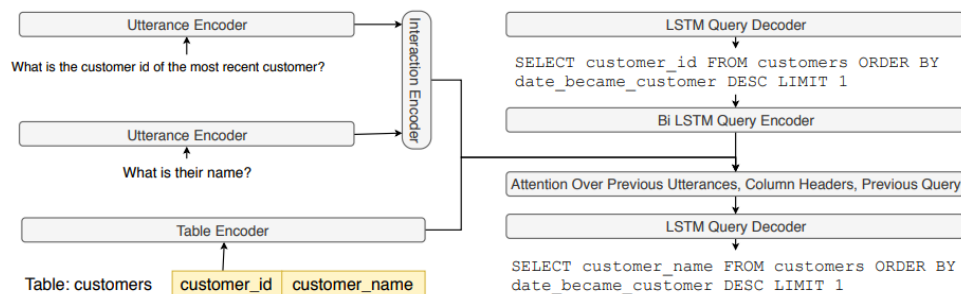 Utterance Encoder
What is the customer id of the most recent customer?
Interaction Encoder
Utterance Encoder
What is their name?
Table Encoder
Table: customers customer_id customer_name
LSTM Query Decoder
SELECT customer_id FROM customers ORDER BY
date_became_customer DESC LIMIT 1
Bi LSTM Query Encoder
Attention Over Previous Utterances, Column Headers, Previous Query
LSTM Query Decoder
SELECT customer_name FROM customers ORDER BY
date_became_customer DESC LIMIT 1